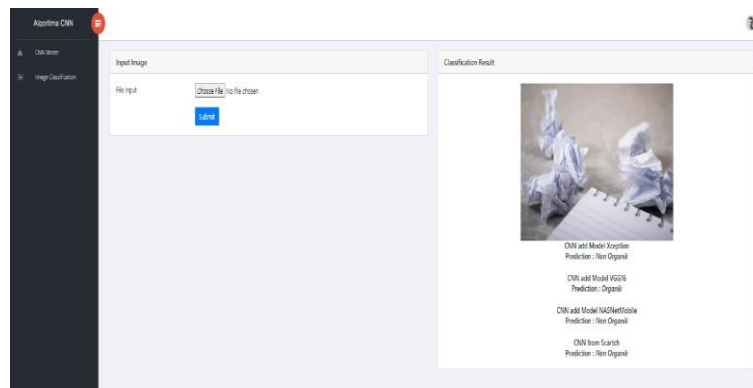 Algoritma CNN
CNN Model
Image Classification
Input Image
File input
Choose File No file chosen
Submit
Classification Result
CNN add Model Xception
Prediction : Non Organik
CNN add Model VGG16
Prediction : Organik
CNN add Model NASNetMobile
Prediction : Non Organik
CNN from Scartch
Prediction : Non Organik